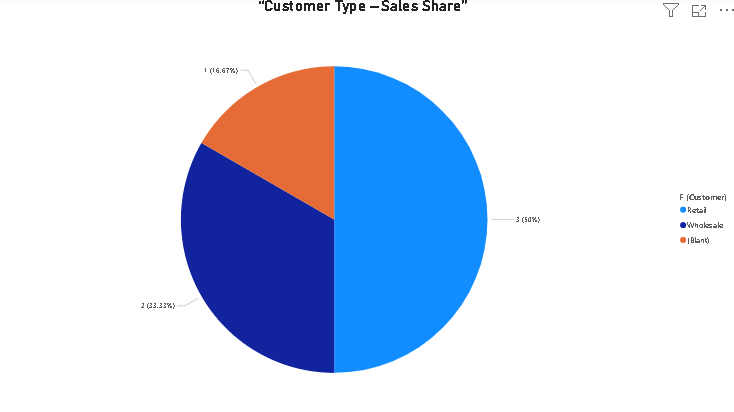 “Customer Type – Sales Share”
1 (16.67%)
3 (50%)
2 (33.33%)
F (Customer)
Retail
Wholesale
(Blank)